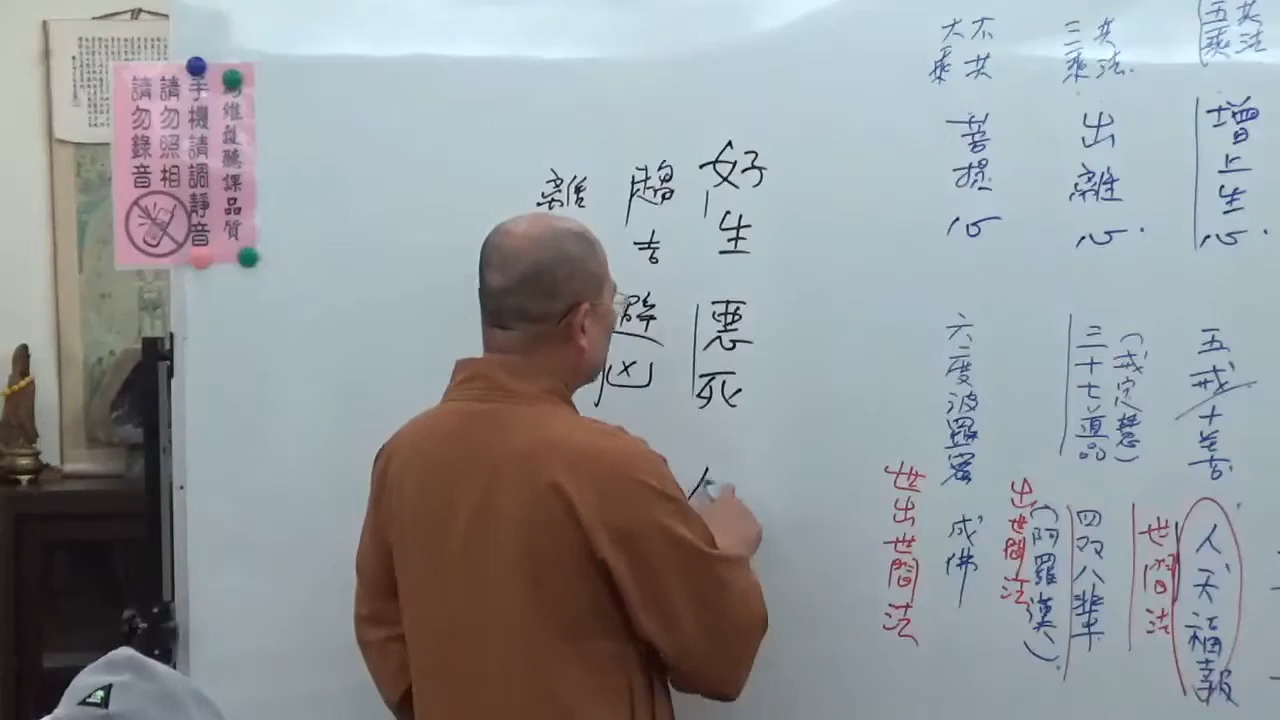 五乘共法
增上生心
五戒十善
人天福報
世間法
三乘共法
出離心
(戒定慧)
三十七道品
四双八輩
(阿羅漢)
出世間法
大乘不共
菩提心
六度波羅蜜
成佛
世出世間法
好生惡死
趨吉避凶
離
為維護聽課品質
手機請調靜音
請勿照相
請勿錄音